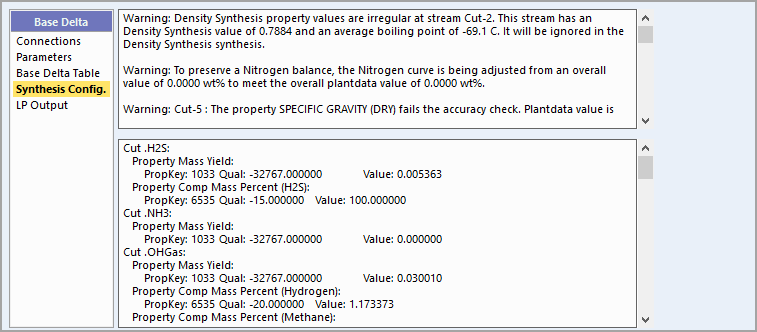 Base Delta
Connections
Parameters
Base Delta Table
Synthesis Config.
LP Output
Warning: Density Synthesis property values are irregular at stream Cut-2. This stream has an
Density Synthesis value of 0.7884 and an average boiling point of -69.1 C. It will be ignored in the
Density Synthesis synthesis.
Warning: To preserve a Nitrogen balance, the Nitrogen curve is being adjusted from an overall
value of 0.0000 wt% to meet the overall plantdata value of 0.0000 wt%.
Warning: Cut-5 : The property SPECIFIC GRAVITY (DRY) fails the accuracy check. Plantdata value is
Cut .H2S:
Property Mass Yield:
PropKey: 1033 Qual: -32767.000000 Value: 0.005363
Property Comp Mass Percent (H2S):
PropKey: 6535 Qual: -15.000000 Value: 100.000000
Cut .NH3:
Property Mass Yield:
PropKey: 1033 Qual: -32767.000000 Value: 0.000000
Cut .OHGas:
Property Mass Yield:
PropKey: 1033 Qual: -32767.000000 Value: 0.030010
Property Comp Mass Percent (Hydrogen):
PropKey: 6535 Qual: -20.000000 Value: 1.173373
Property Comp Mass Percent (Methane):